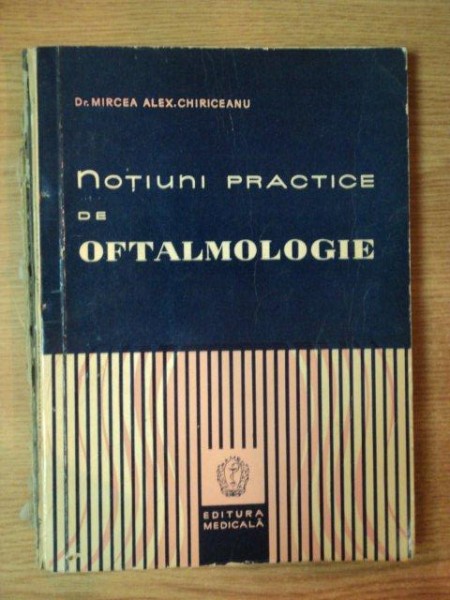 Dr. MIRCEA ALEX. CHIRICEANU
NOȚIUNI PRACTICE
DE
OFTALMOLOGIE
EDITURA
MEDICALĂ